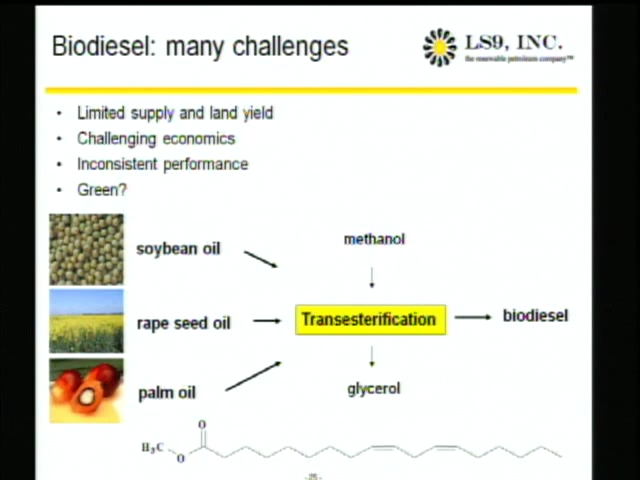 Biodiesel: many challenges
LS9, INC.
the renewable petroleum company™
• Limited supply and land yield
• Challenging economics
• Inconsistent performance
• Green?
soybean oil
methanol
rape seed oil
Transesterification
biodiesel
palm oil
glycerol
O
H₃C
O